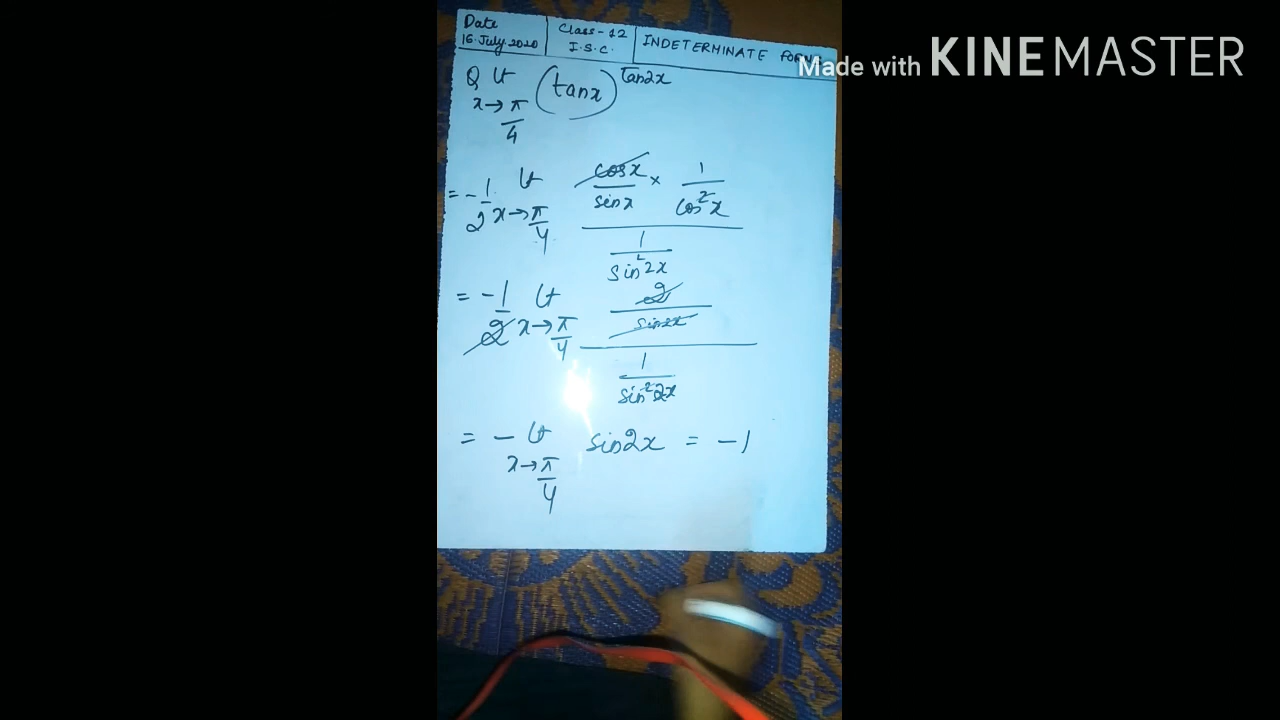 Made with KINEMASTER
Date
16 July 2020
Class-12
I.S.C.
INDETERMINATE FORMS
Q Lt x→π/4 (tanx)^tan2x
= -1/2 Lt x→π/4 (cosx/sinx × 1/cos²x)/(1/sin²2x)
= -1/2 Lt x→π/4 (2/sin2x)/(1/sin²2x)
= - Lt x→π/4 sin2x = -1